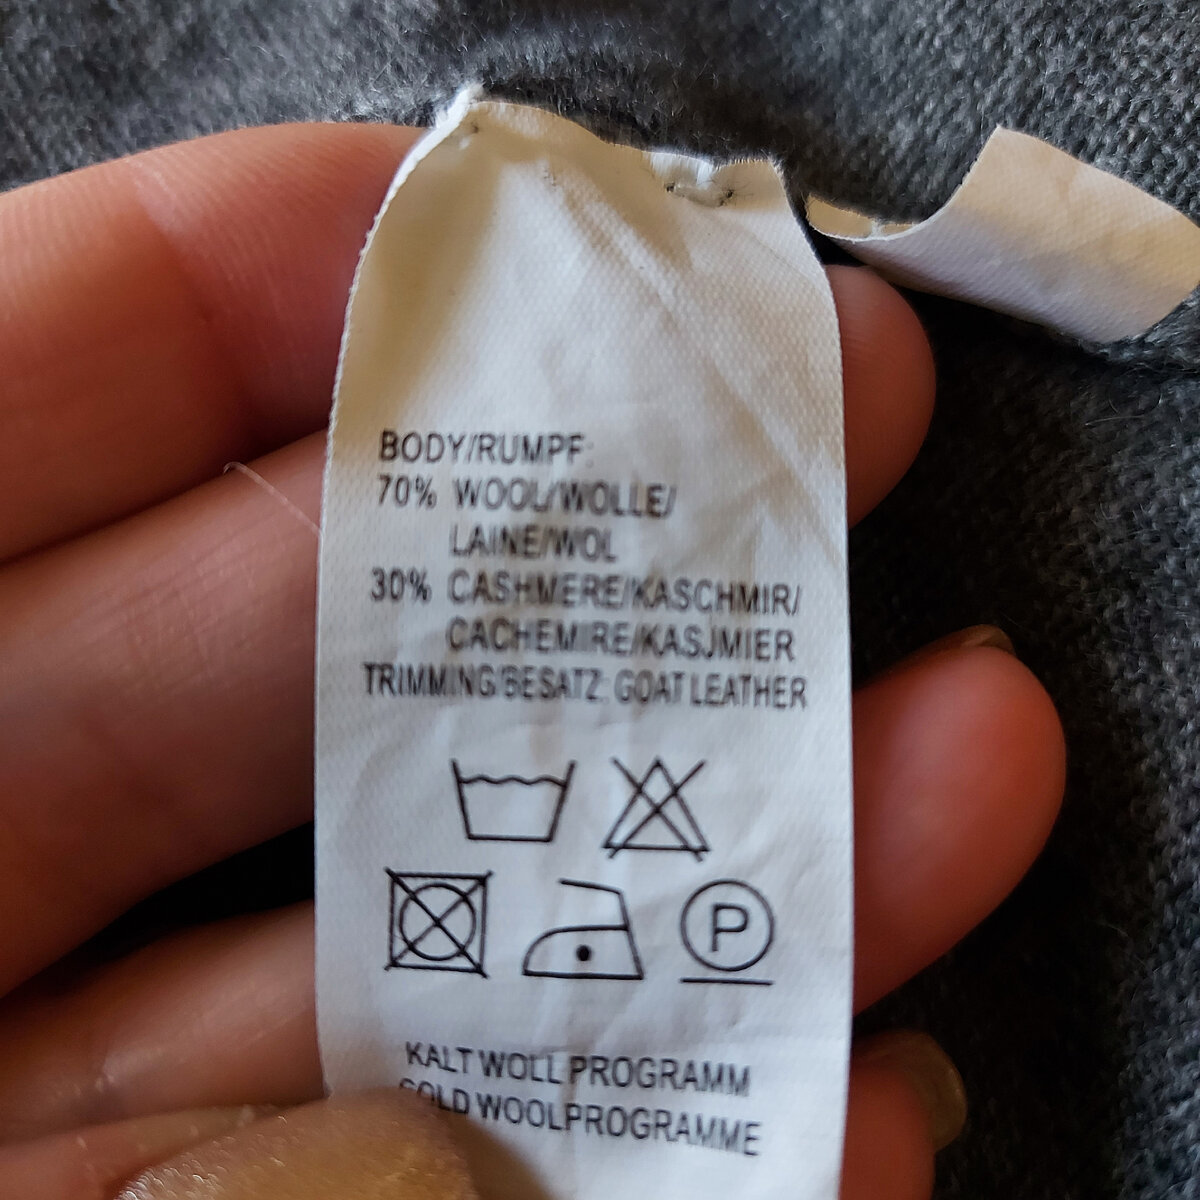 BODY/RUMPF:
70% WOOL/WOLLE/
LAINE/WOL
30% CASHMERE/KASCHMIR/
CACHEMIRE/KASJMIER
TRIMMING/BESATZ: GOAT LEATHER
P
KALT WOLL PROGRAMM
COLD WOOLPROGRAMME